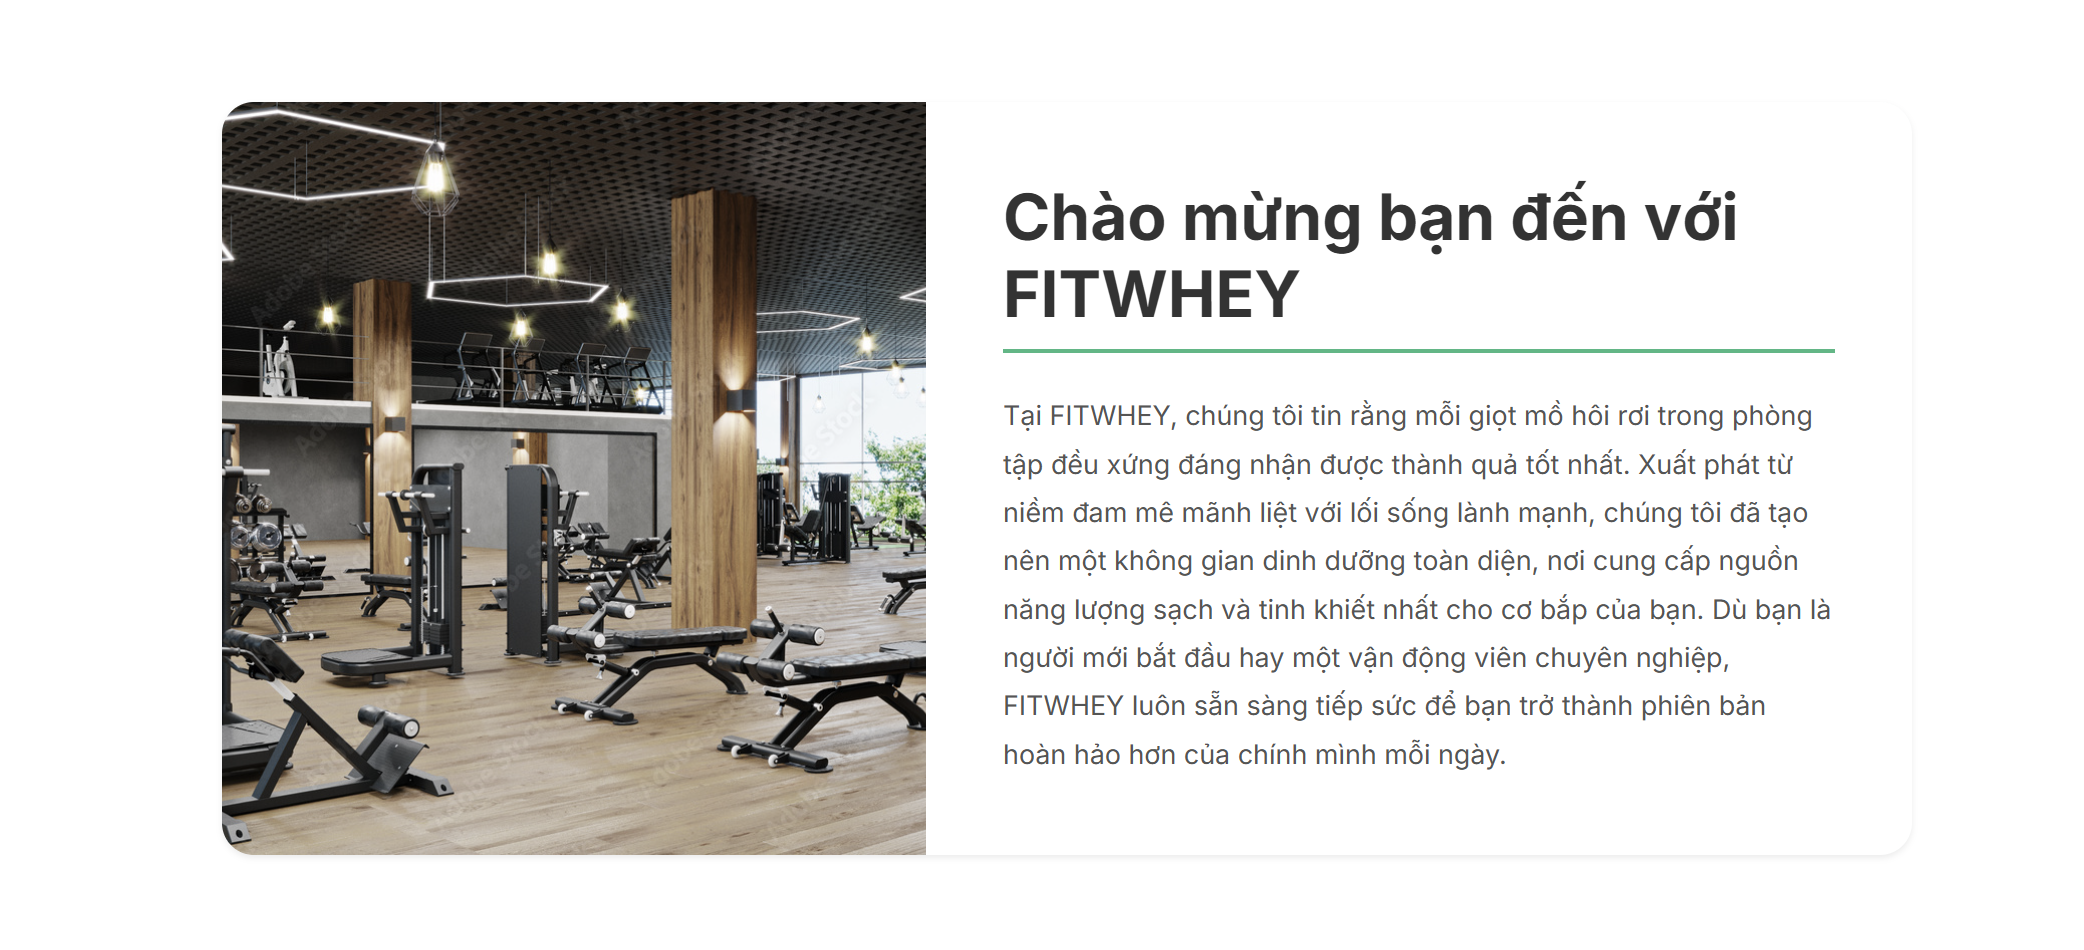 Chào mừng bạn đến với
FITWHEY
Tại FITWHEY, chúng tôi tin rằng mỗi giọt mồ hôi rơi trong phòng
tập đều xứng đáng nhận được thành quả tốt nhất. Xuất phát từ
niềm đam mê mãnh liệt với lối sống lành mạnh, chúng tôi đã tạo
nên một không gian dinh dưỡng toàn diện, nơi cung cấp nguồn
năng lượng sạch và tinh khiết nhất cho cơ bắp của bạn. Dù bạn là
người mới bắt đầu hay một vận động viên chuyên nghiệp,
FITWHEY luôn sẵn sàng tiếp sức để bạn trở thành phiên bản
hoàn hảo hơn của chính mình mỗi ngày.